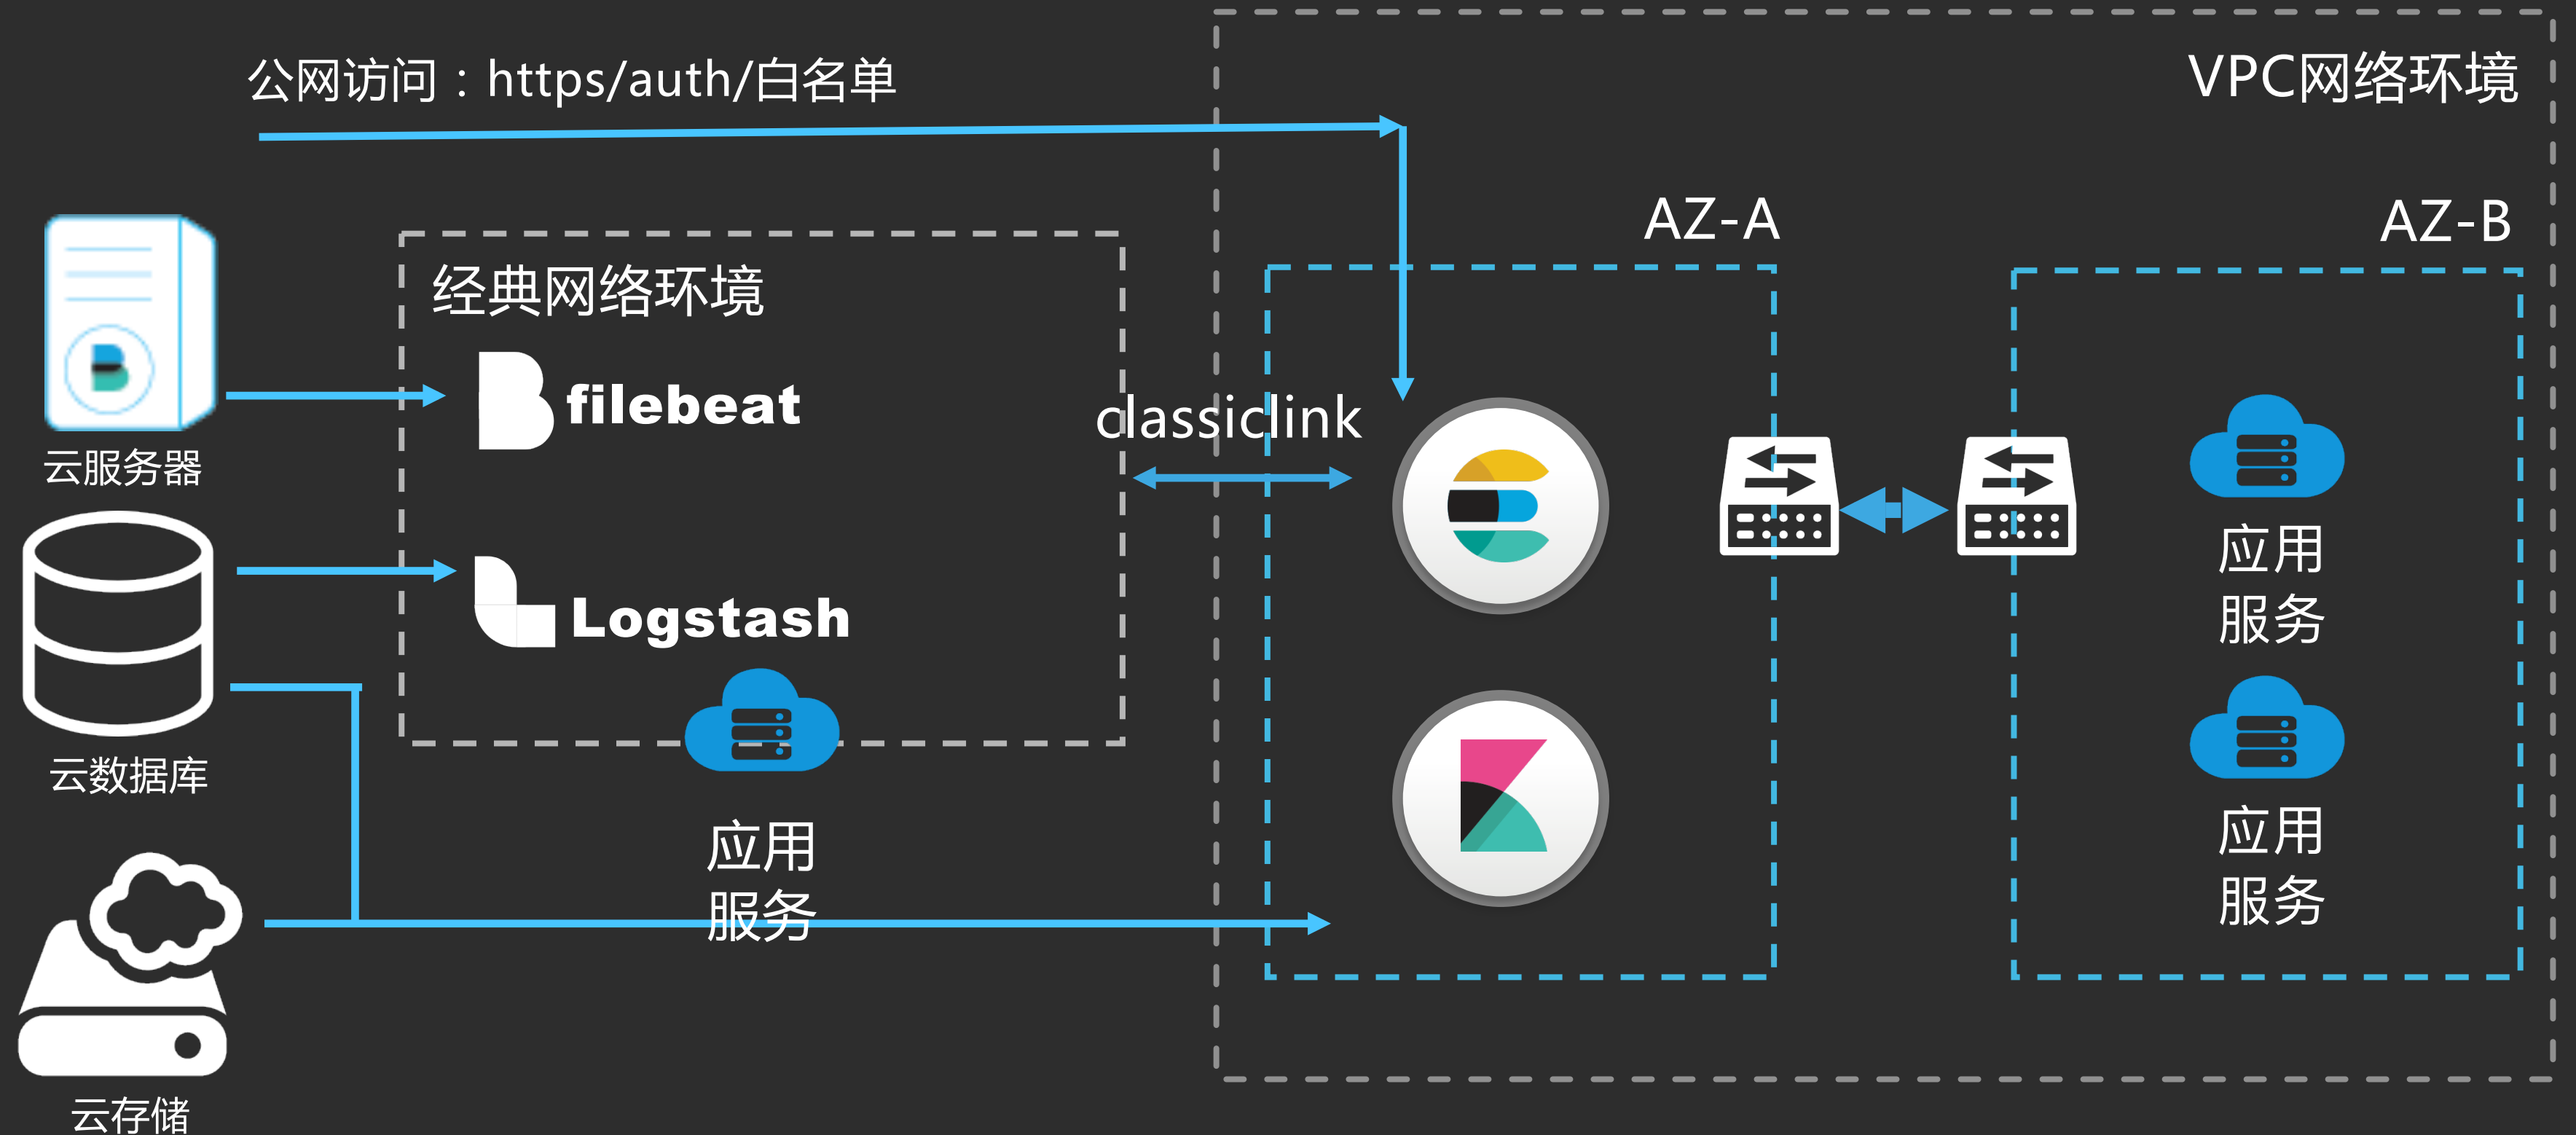 公网访问：https/auth/白名单
VPC网络环境
AZ-A
AZ-B
经典网络环境
filebeat
classiclink
云服务器
Logstash
应用
服务
云数据库
应用
服务
应用
服务
云存储